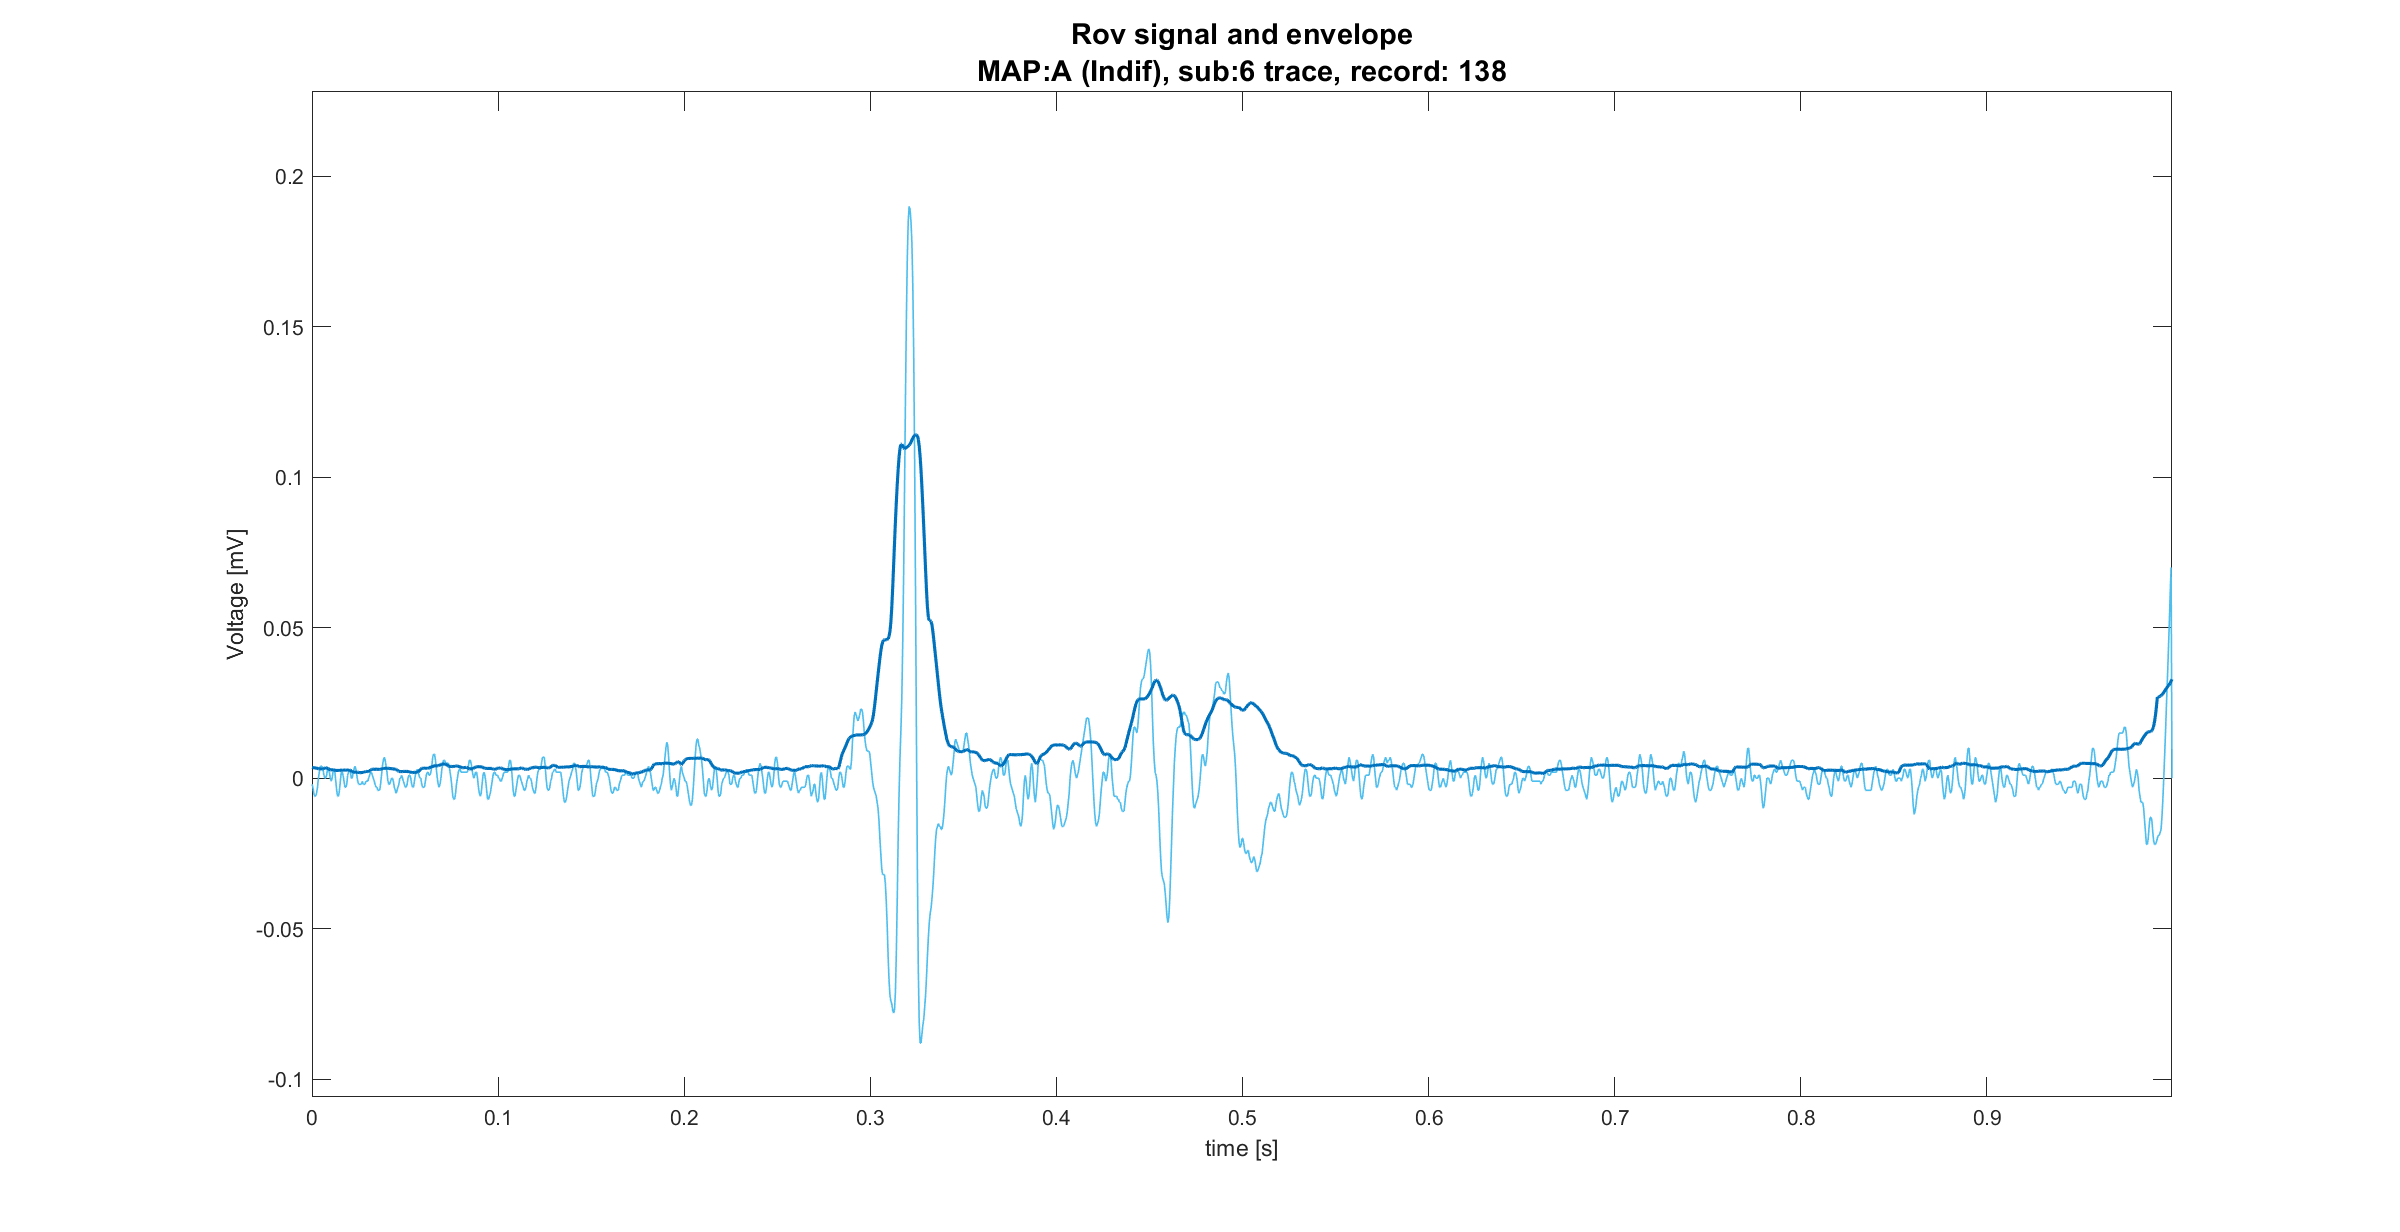 Rov signal and envelope
MAP:A (Indif), sub:6 trace, record: 138
Voltage [mV]
0.2
0.15
0.1
0.05
0
-0.05
-0.1
0 0.1 0.2 0.3 0.4 0.5 0.6 0.7 0.8 0.9
time [s]